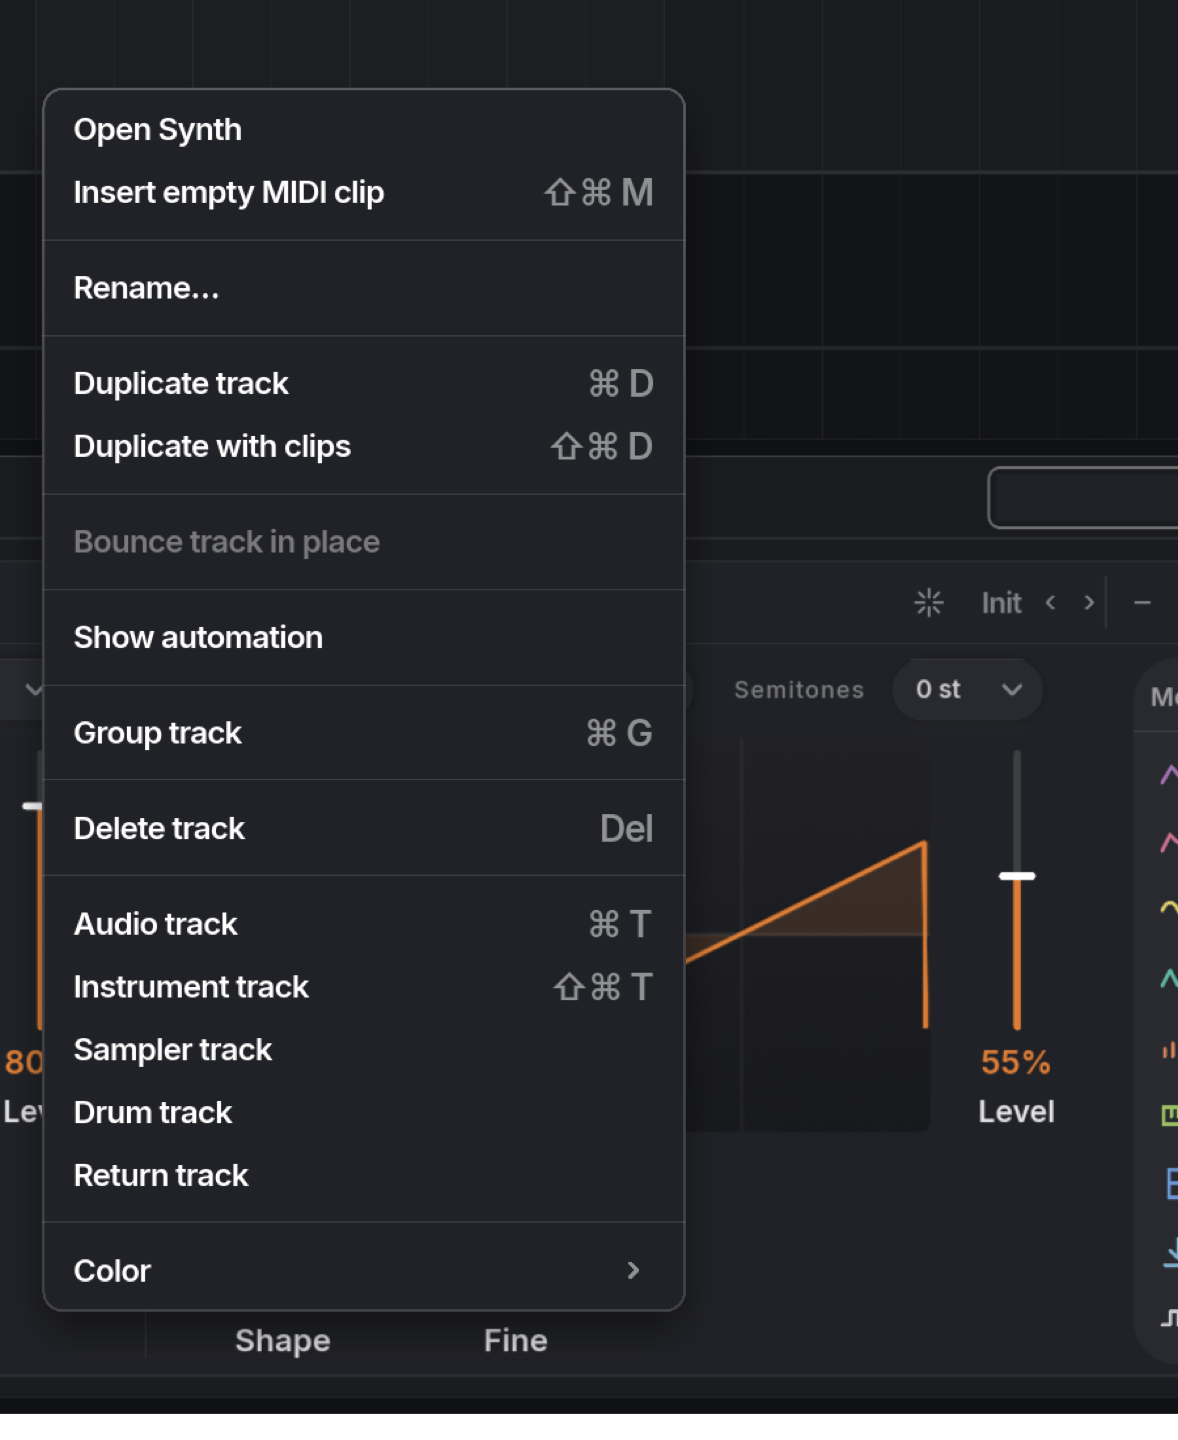 Open Synth
Insert empty MIDI clip ⇧⌘ M
Rename...
Duplicate track ⌘ D
Duplicate with clips ⇧⌘ D
Bounce track in place
Show automation
Group track ⌘ G
Delete track Del
Audio track ⌘ T
Instrument track ⇧⌘ T
Sampler track
Drum track
Return track
Color
Init
Semitones 0 st
55%
Level
Shape Fine